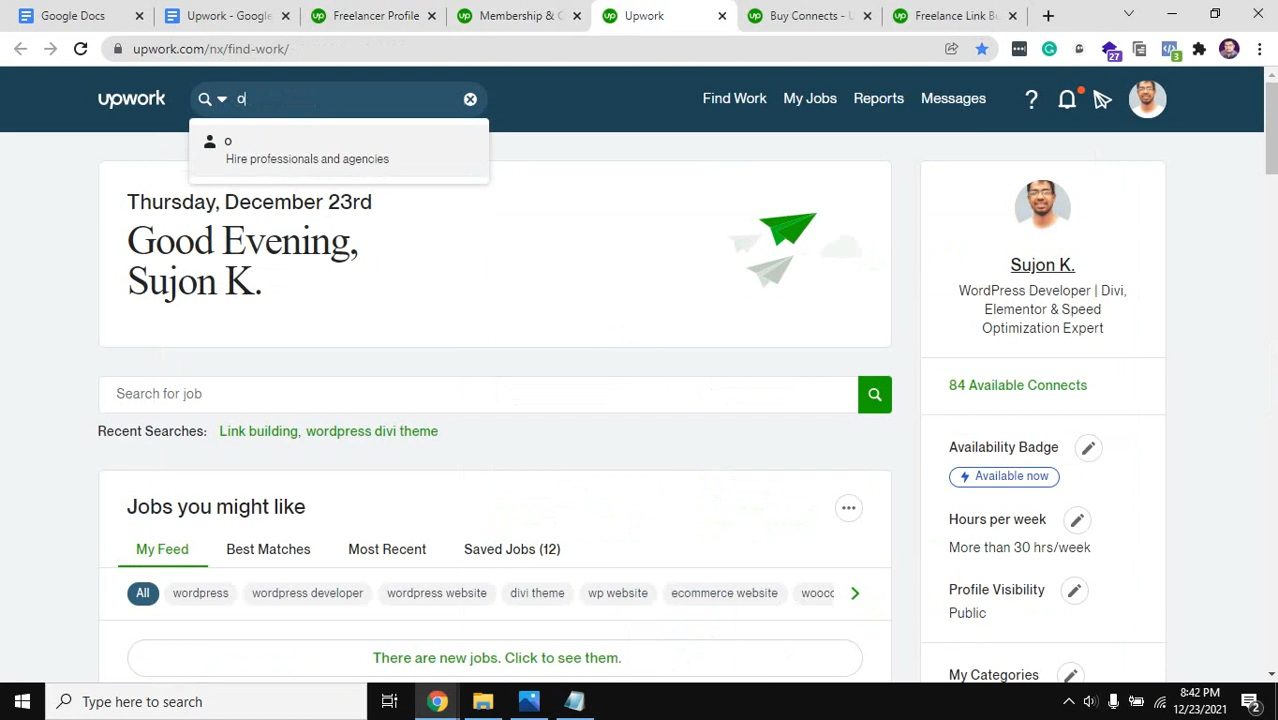 Google Docs
Upwork - Google
Freelancer Profile
Membership & C
Upwork
Buy Connects - U
Freelance Link Bu
upwork.com/nx/find-work/
27
3
upwork
o
Find Work
My Jobs
Reports
Messages
?
o
Hire professionals and agencies
Thursday, December 23rd
Good Evening,
Sujon K.
Search for job
Recent Searches: Link building, wordpress divi theme
Jobs you might like
My Feed
Best Matches
Most Recent
Saved Jobs (12)
All
wordpress
wordpress developer
wordpress website
divi theme
wp website
ecommerce website
wooc
There are new jobs. Click to see them.
Sujon K.
WordPress Developer | Divi,
Elementor & Speed
Optimization Expert
84 Available Connects
Availability Badge
Available now
Hours per week
More than 30 hrs/week
Profile Visibility
Public
My Categories
Type here to search
8:42 PM
12/23/2021
2